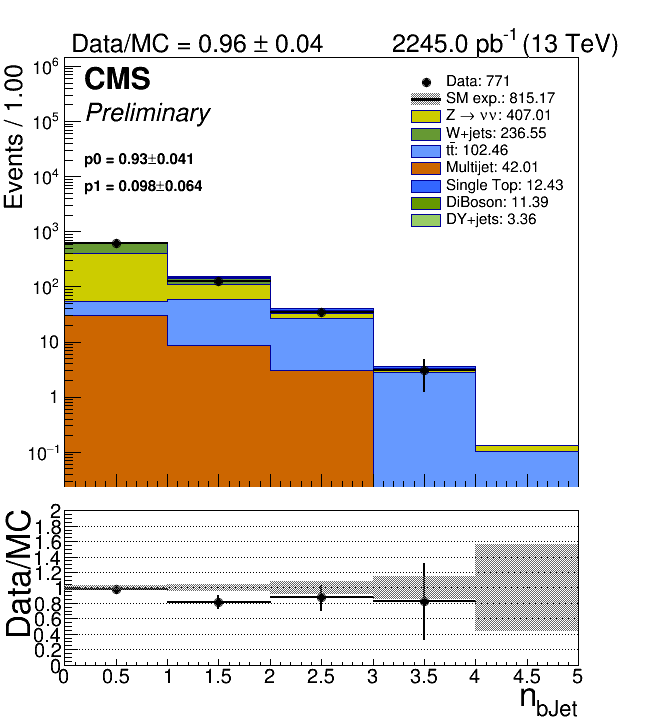 Data/MC = 0.96 ± 0.04 2245.0 pb⁻¹ (13 TeV)
CMS
Preliminary
p0 = 0.93±0.041
p1 = 0.098±0.064
Data: 771
SM exp.: 815.17
Z → νν: 407.01
W+jets: 236.55
tt̄: 102.46
Multijet: 42.01
Single Top: 12.43
DiBoson: 11.39
DY+jets: 3.36
Events / 1.00
10⁶
10⁵
10⁴
10³
10²
10
1
10⁻¹
Data/MC
2
1.8
1.6
1.4
1.2
1
0.8
0.6
0.4
0.2
0
0 0.5 1 1.5 2 2.5 3 3.5 4 4.5 5
n_bJet